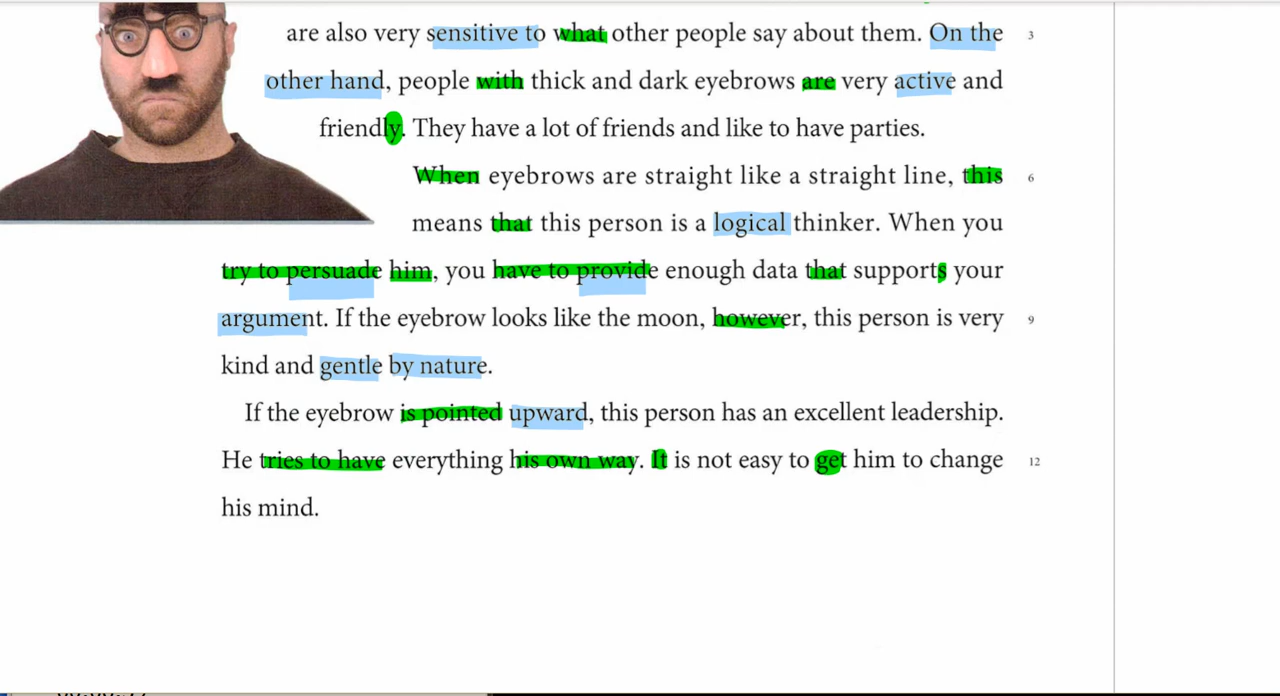 are also very sensitive to what other people say about them. On the 3
other hand, people with thick and dark eyebrows are very active and
friendly. They have a lot of friends and like to have parties.
When eyebrows are straight like a straight line, this 6
means that this person is a logical thinker. When you
try to persuade him, you have to provide enough data that supports your
argument. If the eyebrow looks like the moon, however, this person is very 9
kind and gentle by nature.
If the eyebrow is pointed upward, this person has an excellent leadership.
He tries to have everything his own way. It is not easy to get him to change 12
his mind.